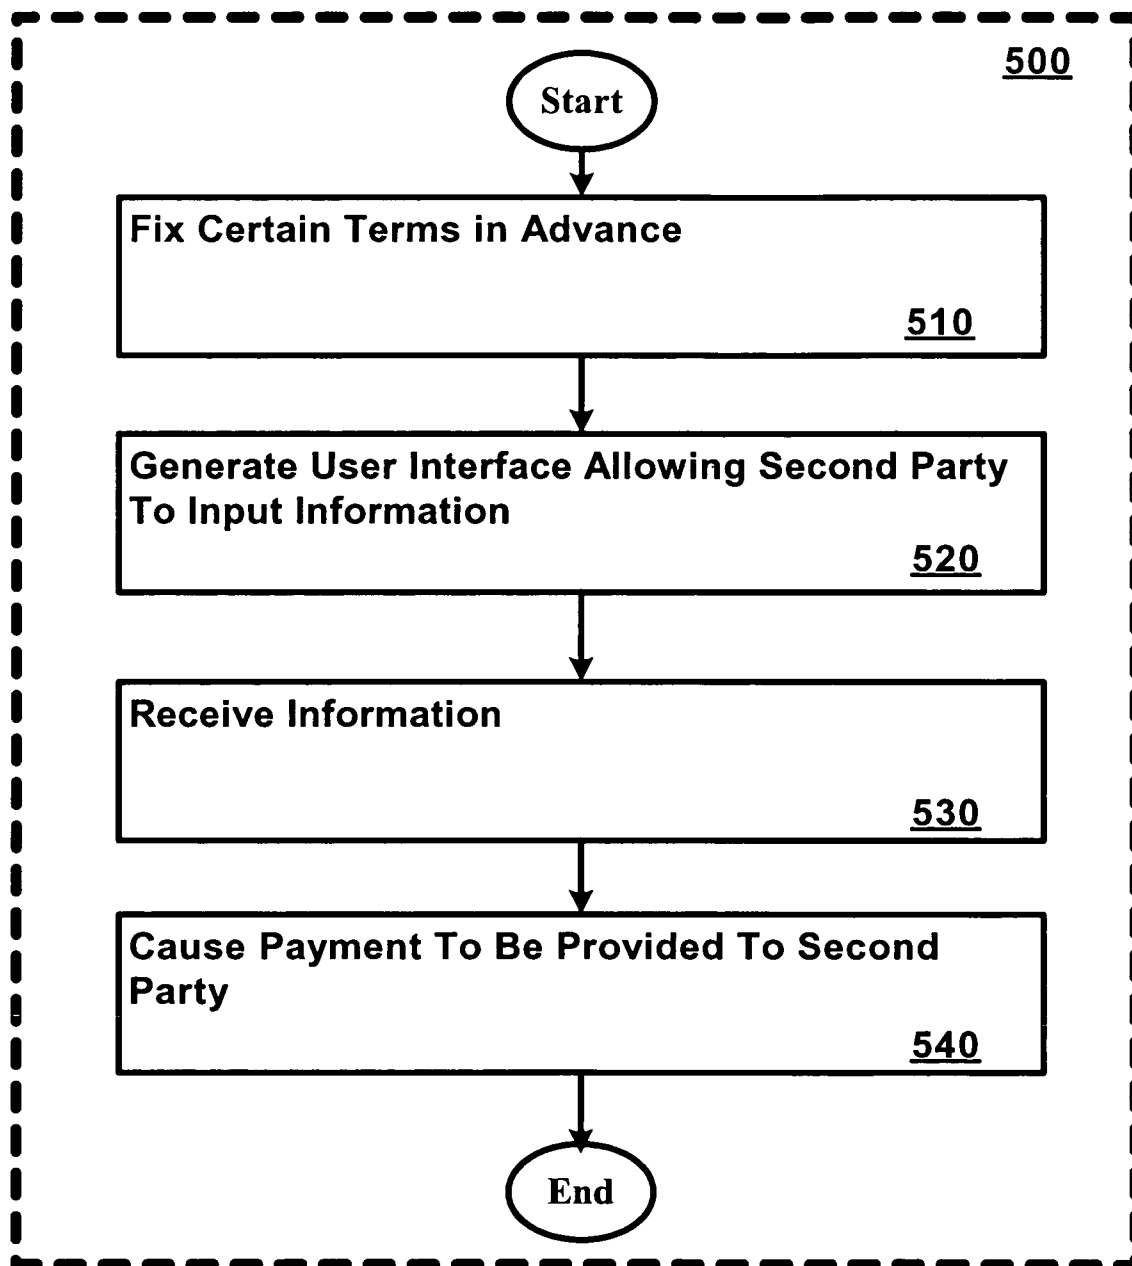 500
Start
Fix Certain Terms in Advance
510
Generate User Interface Allowing Second Party
To Input Information
520
Receive Information
530
Cause Payment To Be Provided To Second
Party
540
End